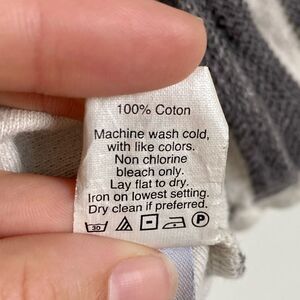 100% Coton
Machine wash cold,
with like colors.
Non chlorine
bleach only.
Lay flat to dry.
Iron on lowest setting.
Dry clean if preferred.
30 P